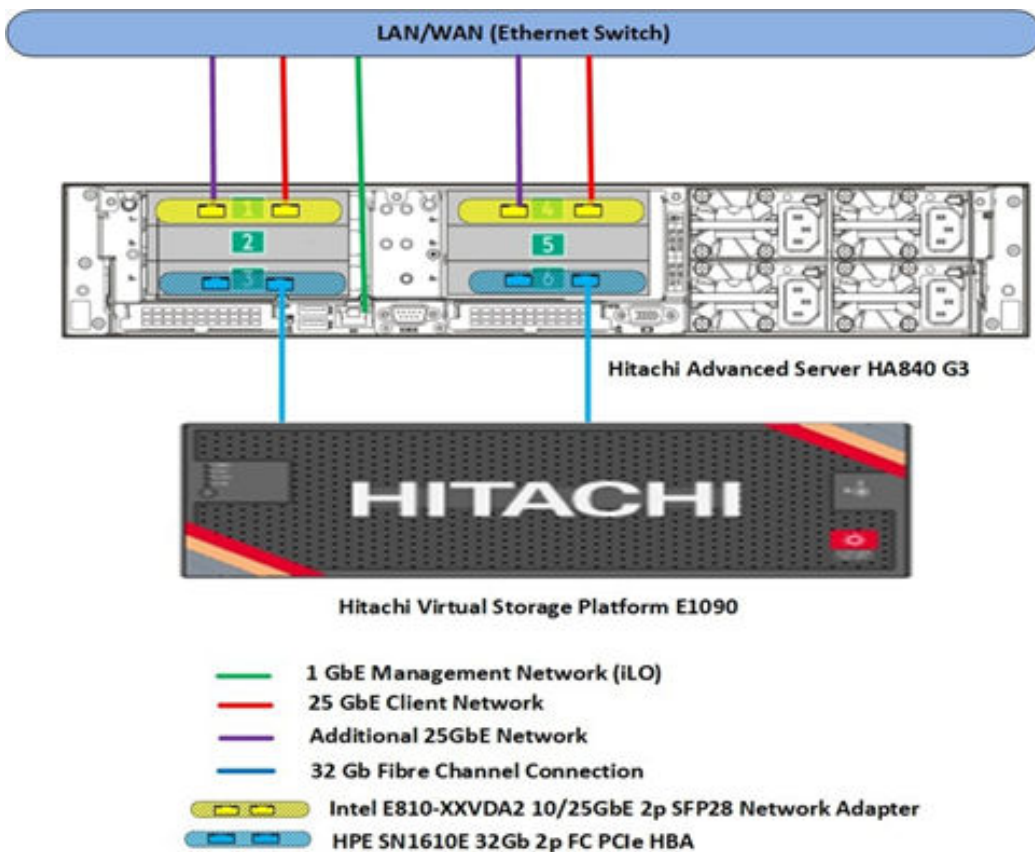 LAN/WAN (Ethernet Switch)
1
4
2
5
3
6
Hitachi Advanced Server HA840 G3
HITACHI
Hitachi Virtual Storage Platform E1090
1 GbE Management Network (iLO)
25 GbE Client Network
Additional 25GbE Network
32 Gb Fibre Channel Connection
Intel E810-XXVDA2 10/25GbE 2p SFP28 Network Adapter
HPE SN1610E 32Gb 2p FC PCIe HBA